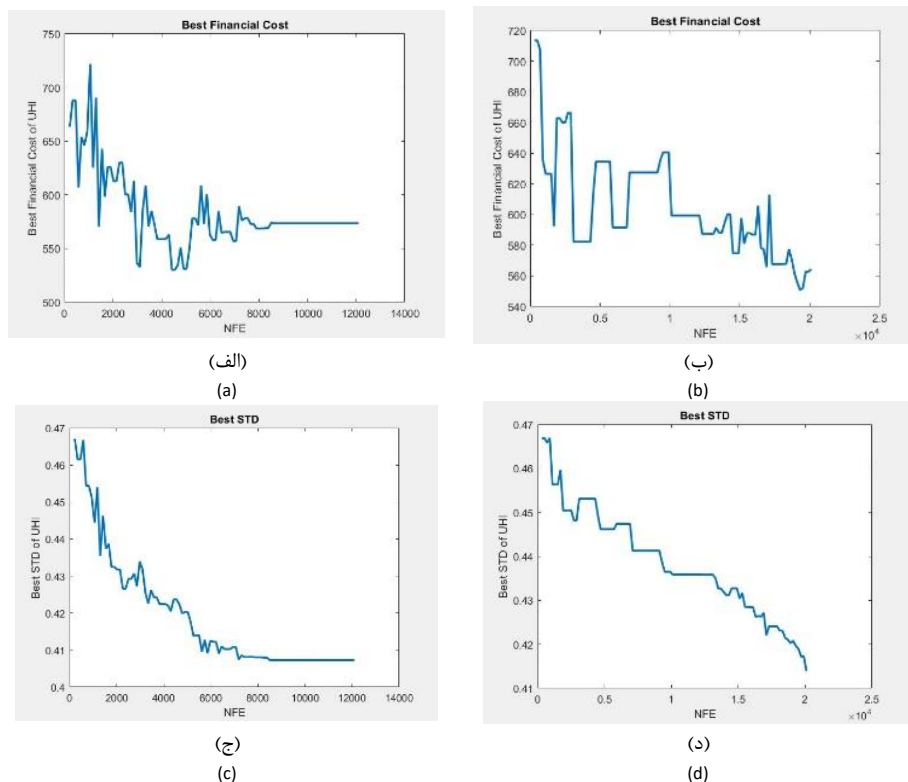 Best Financial Cost
750
700
650
600
550
500
Best Financial Cost of UHI
0 2000 4000 6000 8000 10000 12000 14000
NFE
(الف)
(a)
Best Financial Cost
720
700
680
660
640
620
600
580
560
540
Best Financial Cost of UHI
0 0.5 1 1.5 2 2.5
NFE
×10⁴
(ب)
(b)
Best STD
0.47
0.46
0.45
0.44
0.43
0.42
0.41
0.4
Best STD of UHI
0 2000 4000 6000 8000 10000 12000 14000
NFE
(ج)
(c)
Best STD
0.47
0.46
0.45
0.44
0.43
0.42
0.41
Best STD of UHI
0 0.5 1 1.5 2 2.5
NFE
×10⁴
(د)
(d)